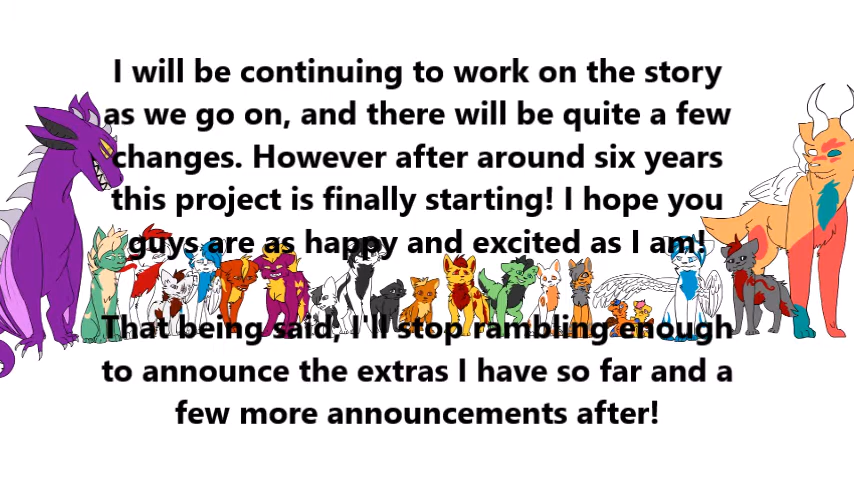 I will be continuing to work on the story
as we go on, and there will be quite a few
changes. However after around six years
this project is finally starting! I hope you
guys are as happy and excited as I am!
That being said, I'll stop rambling enough
to announce the extras I have so far and a
few more announcements after!